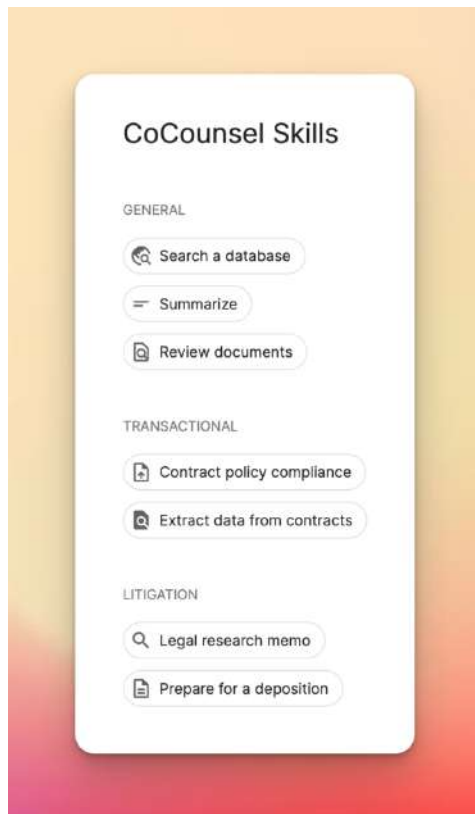 CoCounsel Skills
GENERAL
Search a database
Summarize
Review documents
TRANSACTIONAL
Contract policy compliance
Extract data from contracts
LITIGATION
Legal research memo
Prepare for a deposition